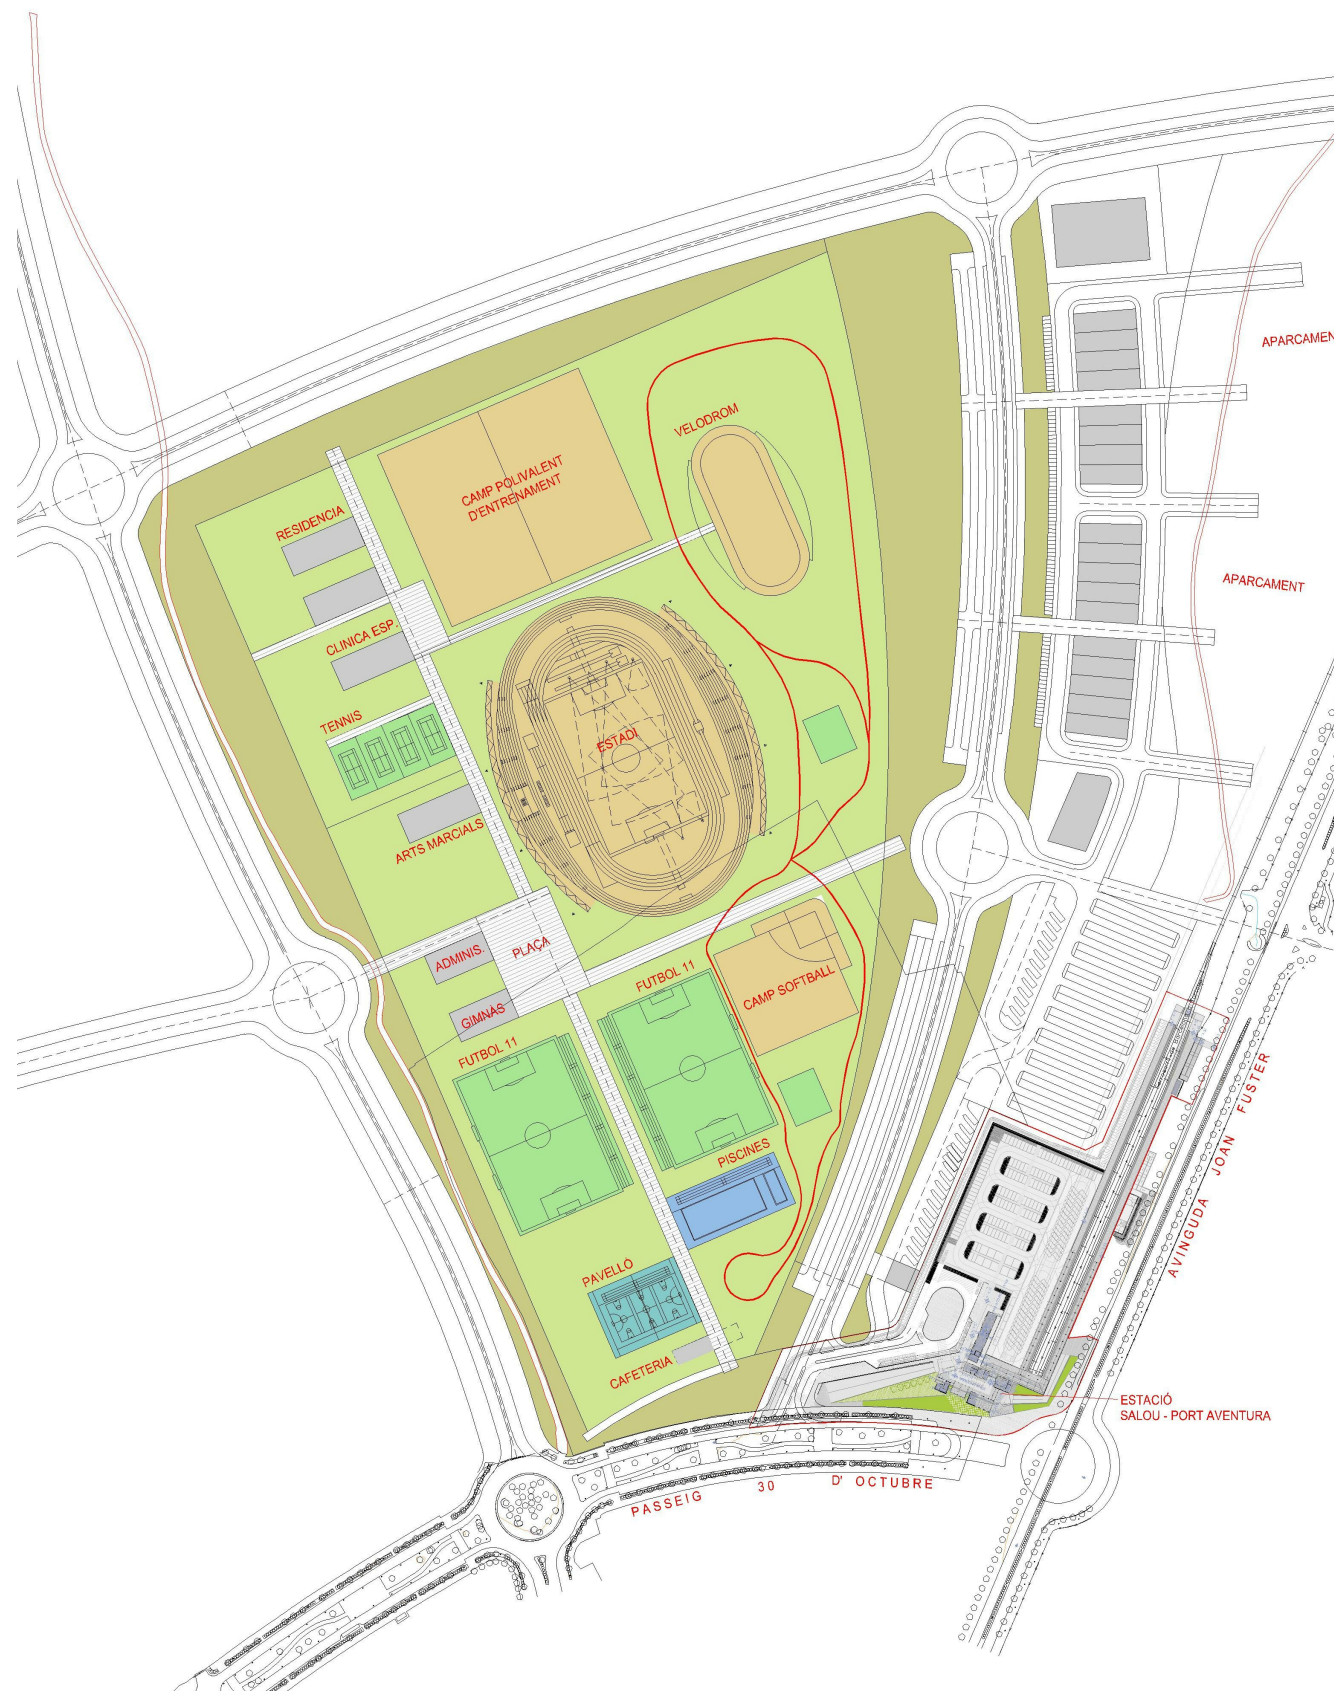 APARCAMEN
VELODROM
CAMP POLIVALENT
D'ENTRENAMENT
RESIDENCIA
APARCAMENT
CLINICA ESP.
TENNIS
ESTADI
ARTS MARCIALS
PLAÇA
ADMINIS.
FUTBOL 11
CAMP SOFTBALL
GIMNÀS
FUTBOL 11
PISCINES
AVINGUDA JOAN FUSTER
PAVELLÓ
CAFETERIA
ESTACIÓ
SALOU - PORT AVENTURA
PASSEIG 30 D' OCTUBRE